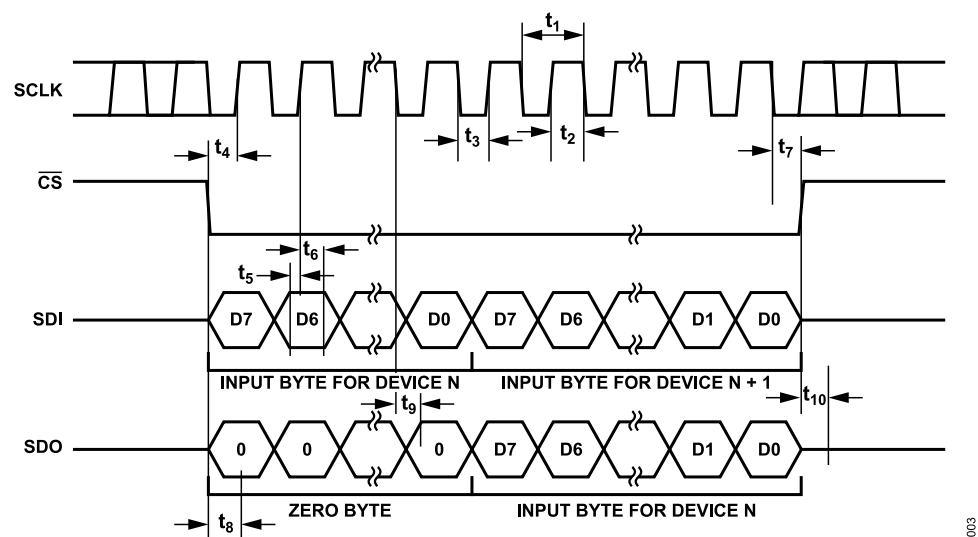 t1
SCLK
t4
t3
t2
t7
CS
t6
t5
SDI
D7 D6 D0 D7 D6 D1 D0
INPUT BYTE FOR DEVICE N INPUT BYTE FOR DEVICE N + 1
t9
t10
SDO
0 0 0 D7 D6 D1 D0
ZERO BYTE INPUT BYTE FOR DEVICE N
t8
003